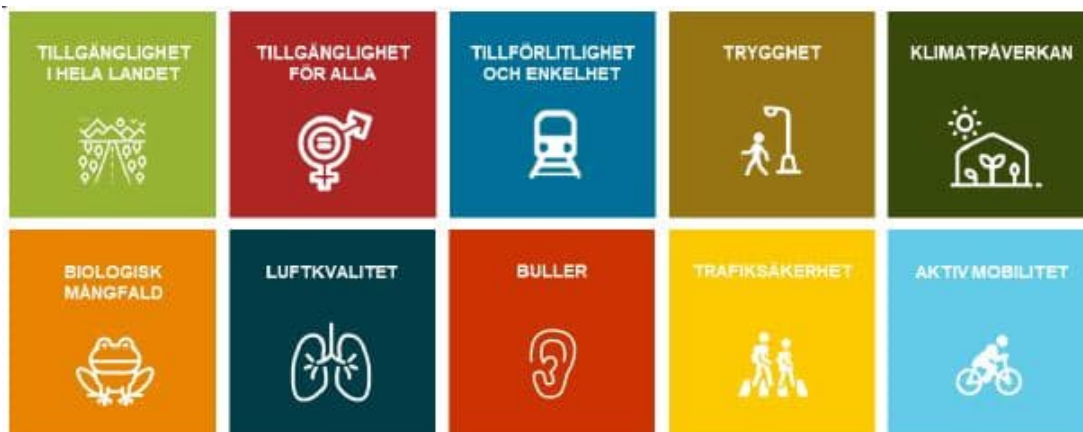 TILLGÄNGLIGHET
I HELA LANDET
TILLGÄNGLIGHET
FÖR ALLA
TILLFÖRLITLIGHET
OCH ENKELHET
TRYGGHET
KLIMATPÅVERKAN
BIOLOGISK
MÅNGFALD
LUFTKVALITET
BULLER
TRAFIKSÄKERHET
AKTIV MOBILITET